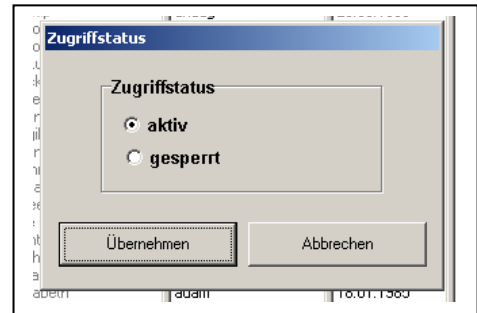 Zugriffstatus
Zugriffstatus
aktiv
gesperrt
Übernehmen
Abbrechen
adam
18.01.1985